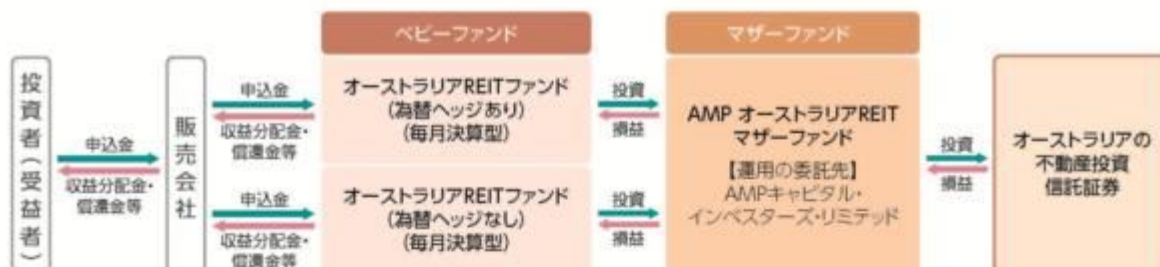 ベビーファンド
マザーファンド
投資者(受益者)
申込金
収益分配金・
償還金等
販売会社
申込金
収益分配金・
償還金等
オーストラリアREITファンド
(為替ヘッジあり)
(毎月決算型)
投資
損益
申込金
収益分配金・
償還金等
オーストラリアREITファンド
(為替ヘッジなし)
(毎月決算型)
投資
損益
AMP オーストラリアREIT
マザーファンド
【運用の委託先】
AMPキャピタル・
インベスターズ・リミテッド
投資
損益
オーストラリアの
不動産投資
信託証券